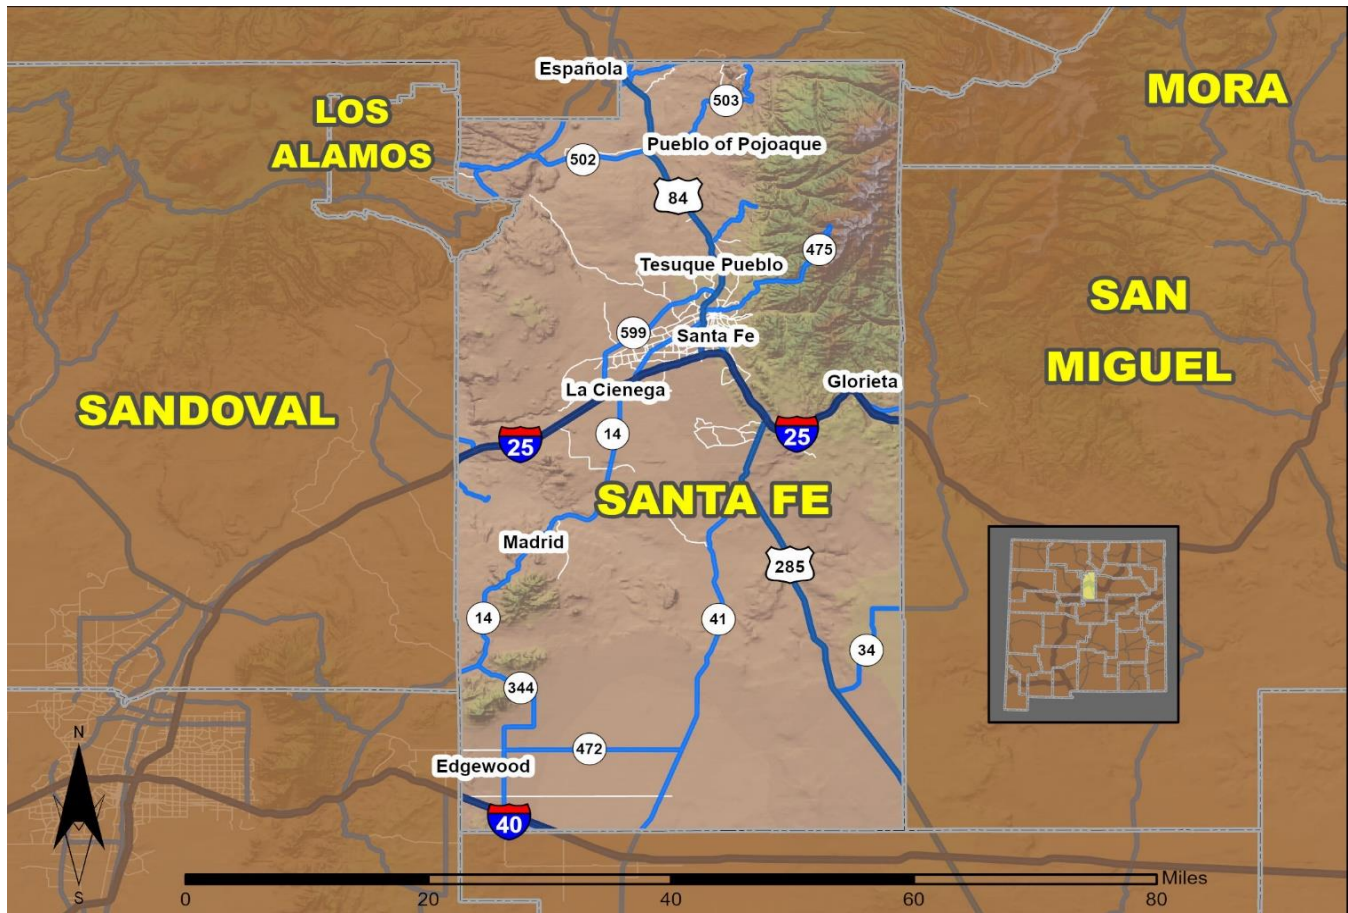 Española
503
MORA
LOS
ALAMOS
Pueblo of Pojoaque
502
84
475
Tesuque Pueblo
SAN
MIGUEL
599
Santa Fe
Glorieta
La Cienega
SANDOVAL
14
25
25
SANTA FE
Madrid
285
14
41
34
344
N
472
Edgewood
40
S
Miles
0
20
40
60
80